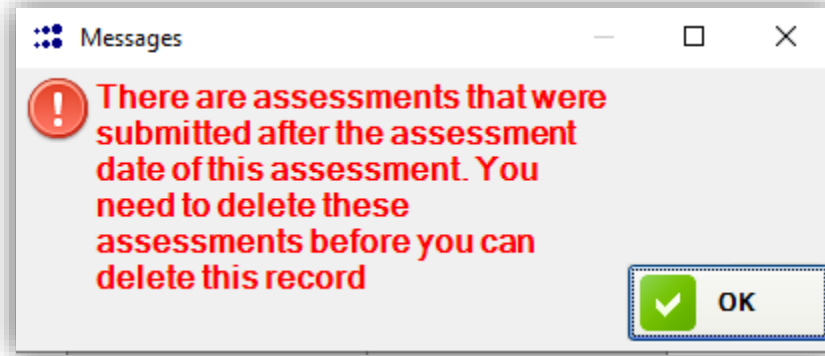 Messages
There are assessments that were
submitted after the assessment
date of this assessment. You
need to delete these
assessments before you can
delete this record
OK